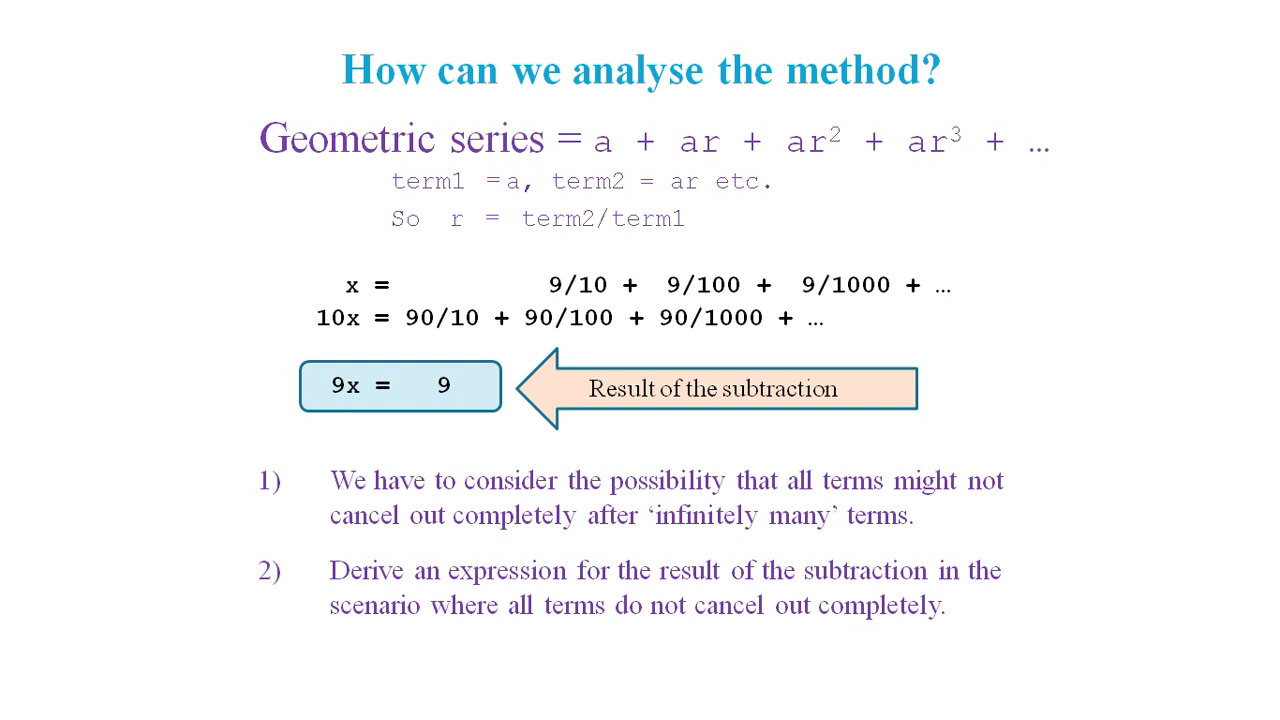 How can we analyse the method?
Geometric series = a + ar + ar² + ar³ + …
term1 = a, term2 = ar etc.
So r = term2/term1
x = 9/10 + 9/100 + 9/1000 + …
10x = 90/10 + 90/100 + 90/1000 + …
9x = 9
Result of the subtraction
1) We have to consider the possibility that all terms might not
cancel out completely after ‘infinitely many’ terms.
2) Derive an expression for the result of the subtraction in the
scenario where all terms do not cancel out completely.